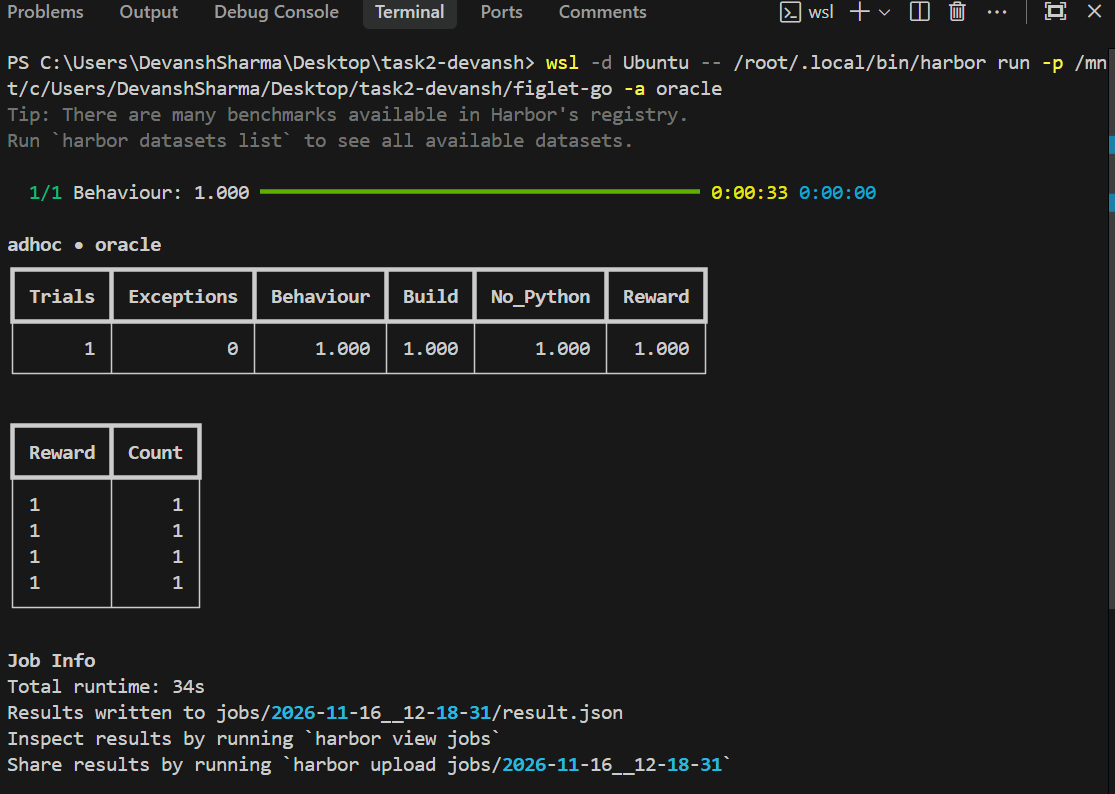 Problems Output Debug Console Terminal Ports Comments wsl
PS C:\Users\DevanshSharma\Desktop\task2-devansh> wsl -d Ubuntu -- /root/.local/bin/harbor run -p /mn
t/c/Users/DevanshSharma/Desktop/task2-devansh/figlet-go -a oracle
Tip: There are many benchmarks available in Harbor's registry.
Run `harbor datasets list` to see all available datasets.
1/1 Behaviour: 1.000 0:00:33 0:00:00
adhoc • oracle
Trials Exceptions Behaviour Build No_Python Reward
1 0 1.000 1.000 1.000 1.000
Reward Count
1 1
1 1
1 1
1 1
Job Info
Total runtime: 34s
Results written to jobs/2026-11-16__12-18-31/result.json
Inspect results by running `harbor view jobs`
Share results by running `harbor upload jobs/2026-11-16__12-18-31`